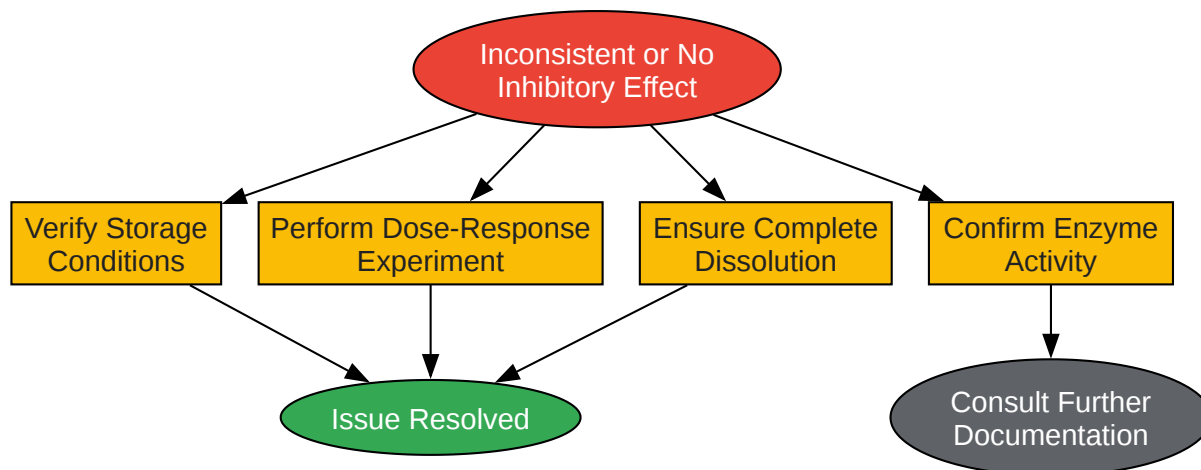 Inconsistent or No
Inhibitory Effect
Verify Storage
Conditions
Perform Dose-Response
Experiment
Ensure Complete
Dissolution
Confirm Enzyme
Activity
Issue Resolved
Consult Further
Documentation